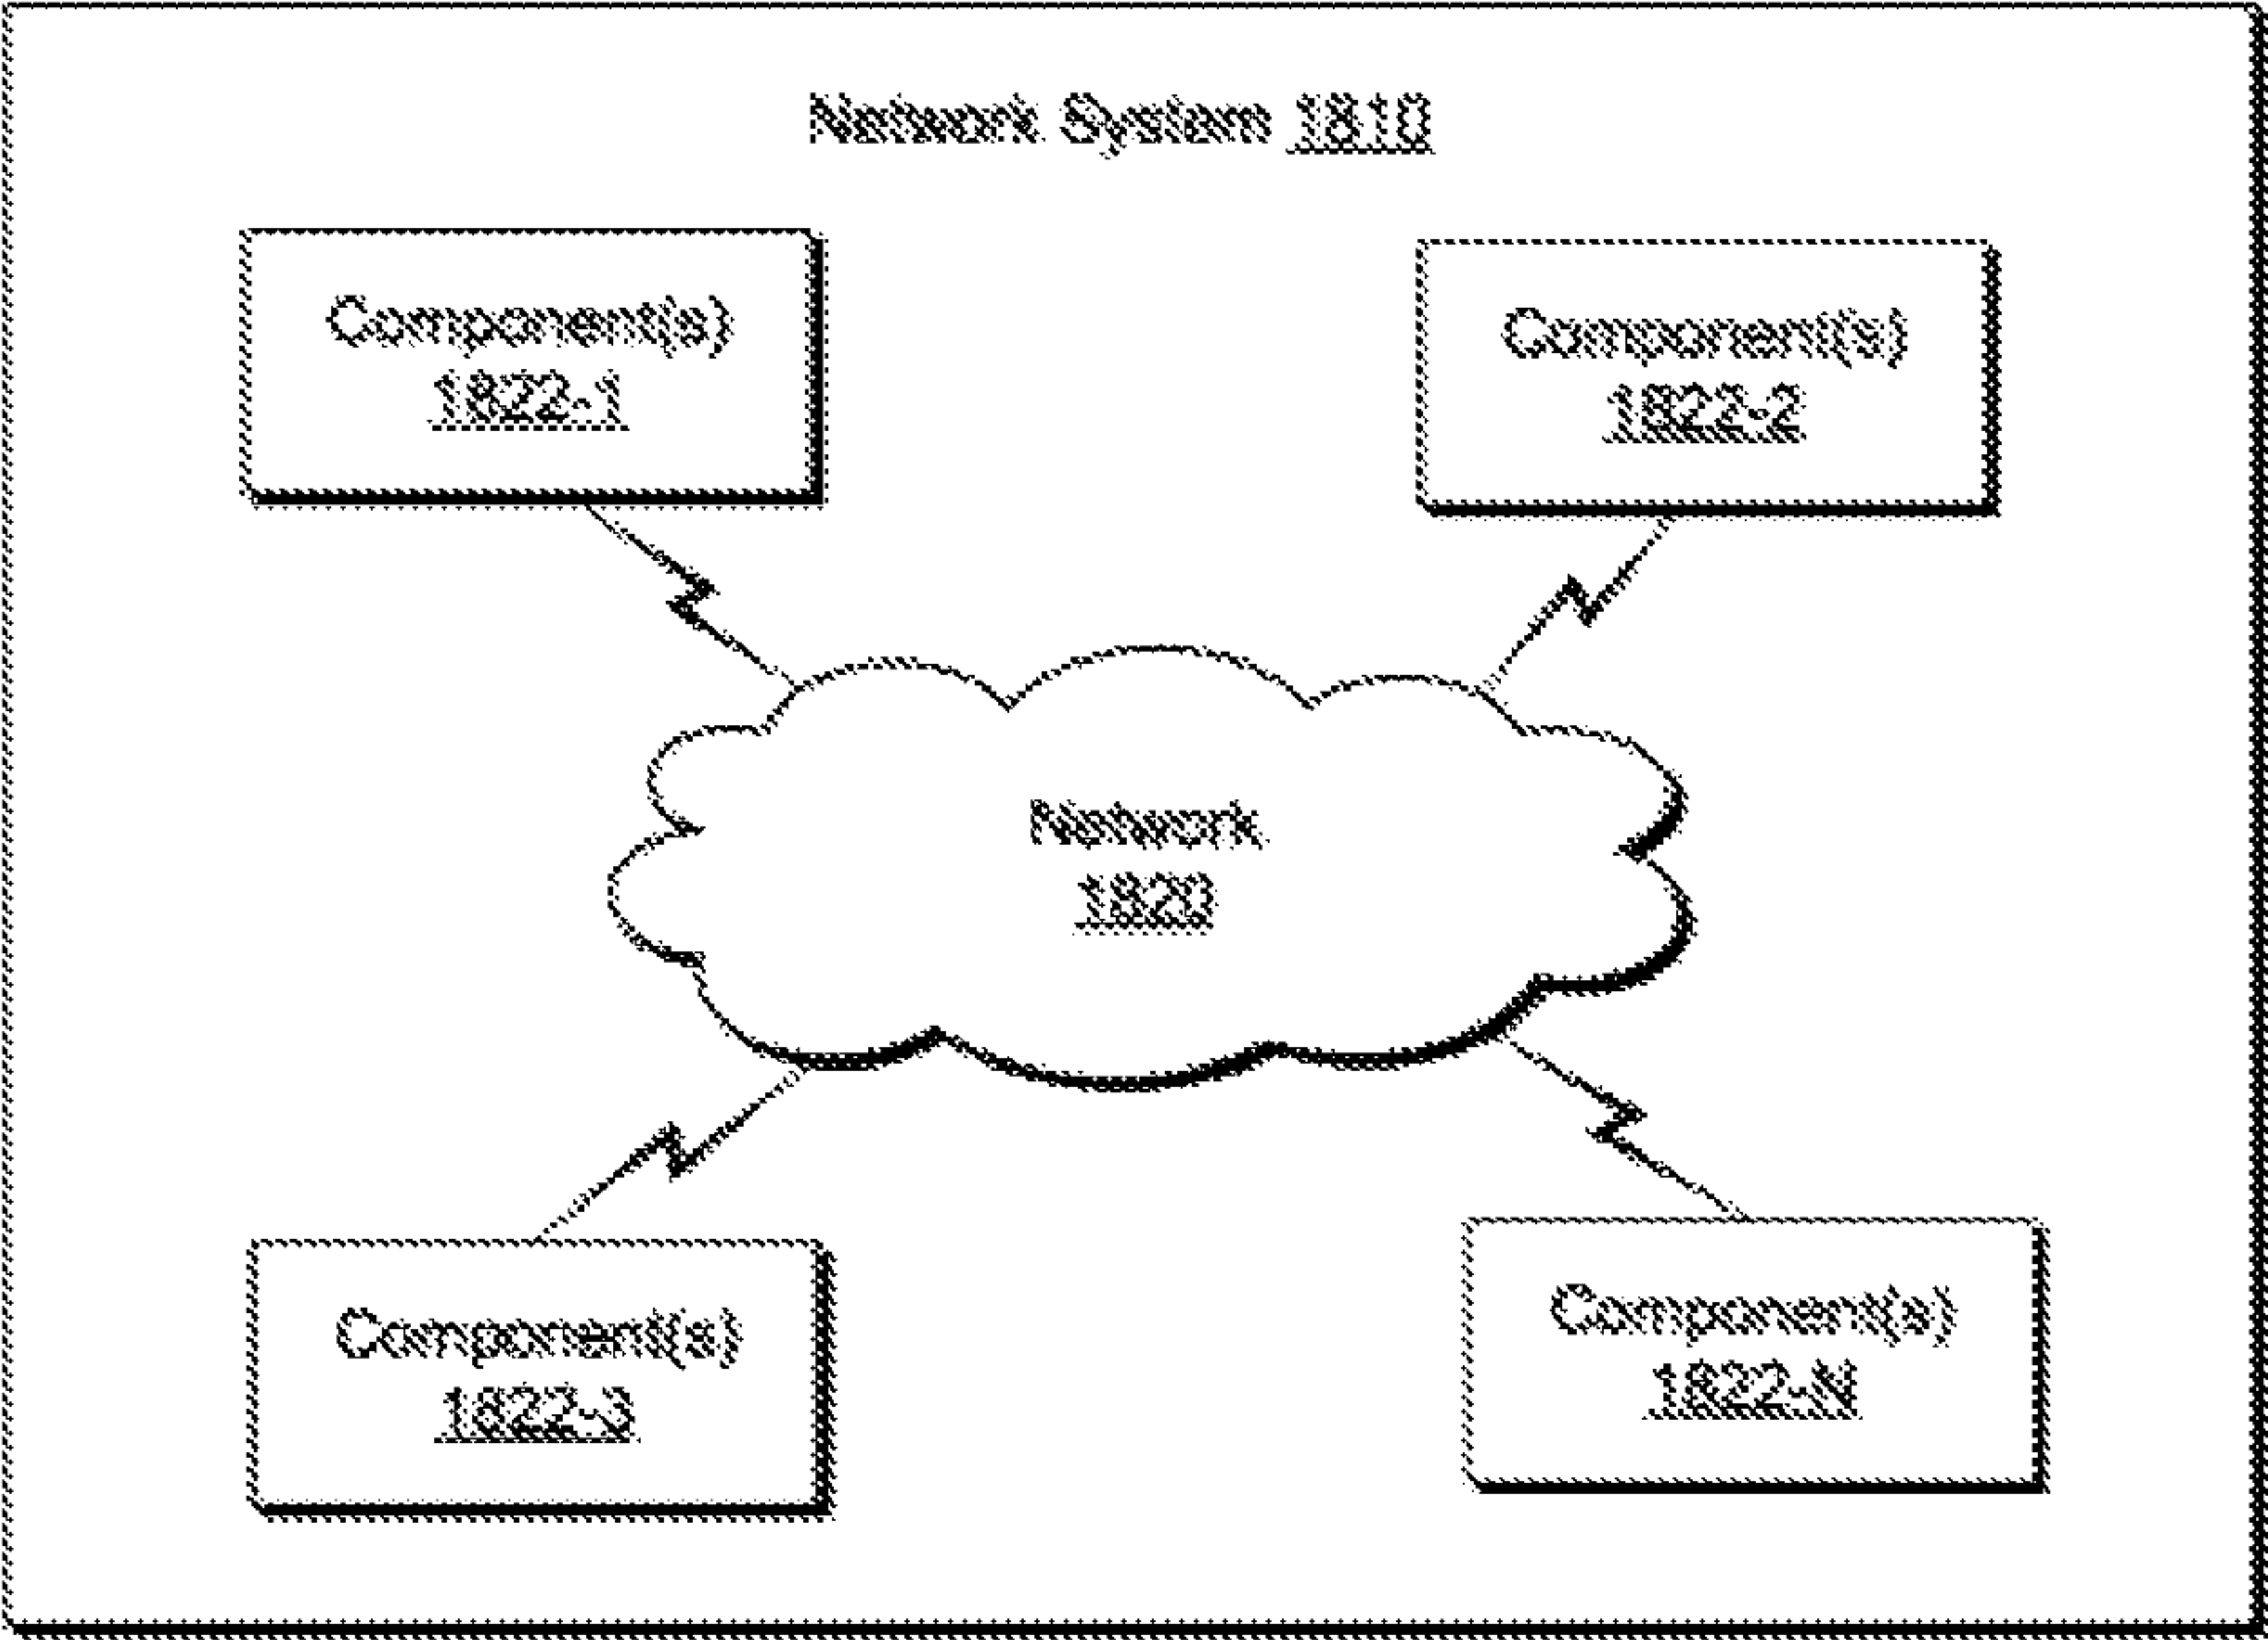 Network System 1810
Component(s)
1822-1
Component(s)
1822-2
Network
1820
Component(s)
1822-3
Component(s)
1822-N